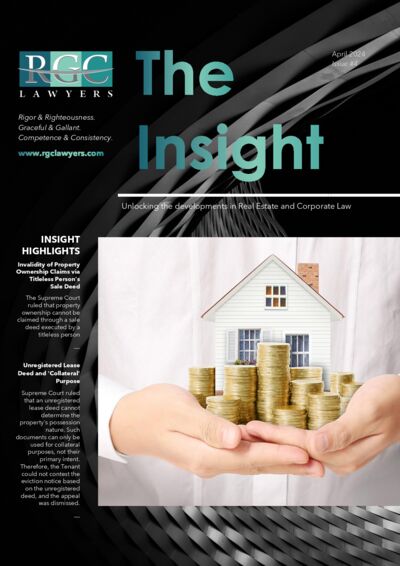 RGC
LAWYERS
Rigor & Righteousness.
Graceful & Gallant.
Competence & Consistency.
www.rgclawyers.com
The
Insight
April 2024
Issue 44
Unlocking the developments in Real Estate and Corporate Law
INSIGHT
HIGHLIGHTS
Invalidity of Property
Ownership Claims via
Titleless Person's
Sale Deed
The Supreme Court
ruled that property
ownership cannot be
claimed through a sale
deed executed by a
titleless person
—
Unregistered Lease
Deed and 'Collateral'
Purpose
Supreme Court ruled
that an unregistered
lease deed cannot
determine the
property's possession
nature. Such
documents can only be
used for collateral
purposes, not their
primary intent.
Therefore, the Tenant
could not contest the
eviction notice based
on the unregistered
deed, and the appeal
was dismissed.
—